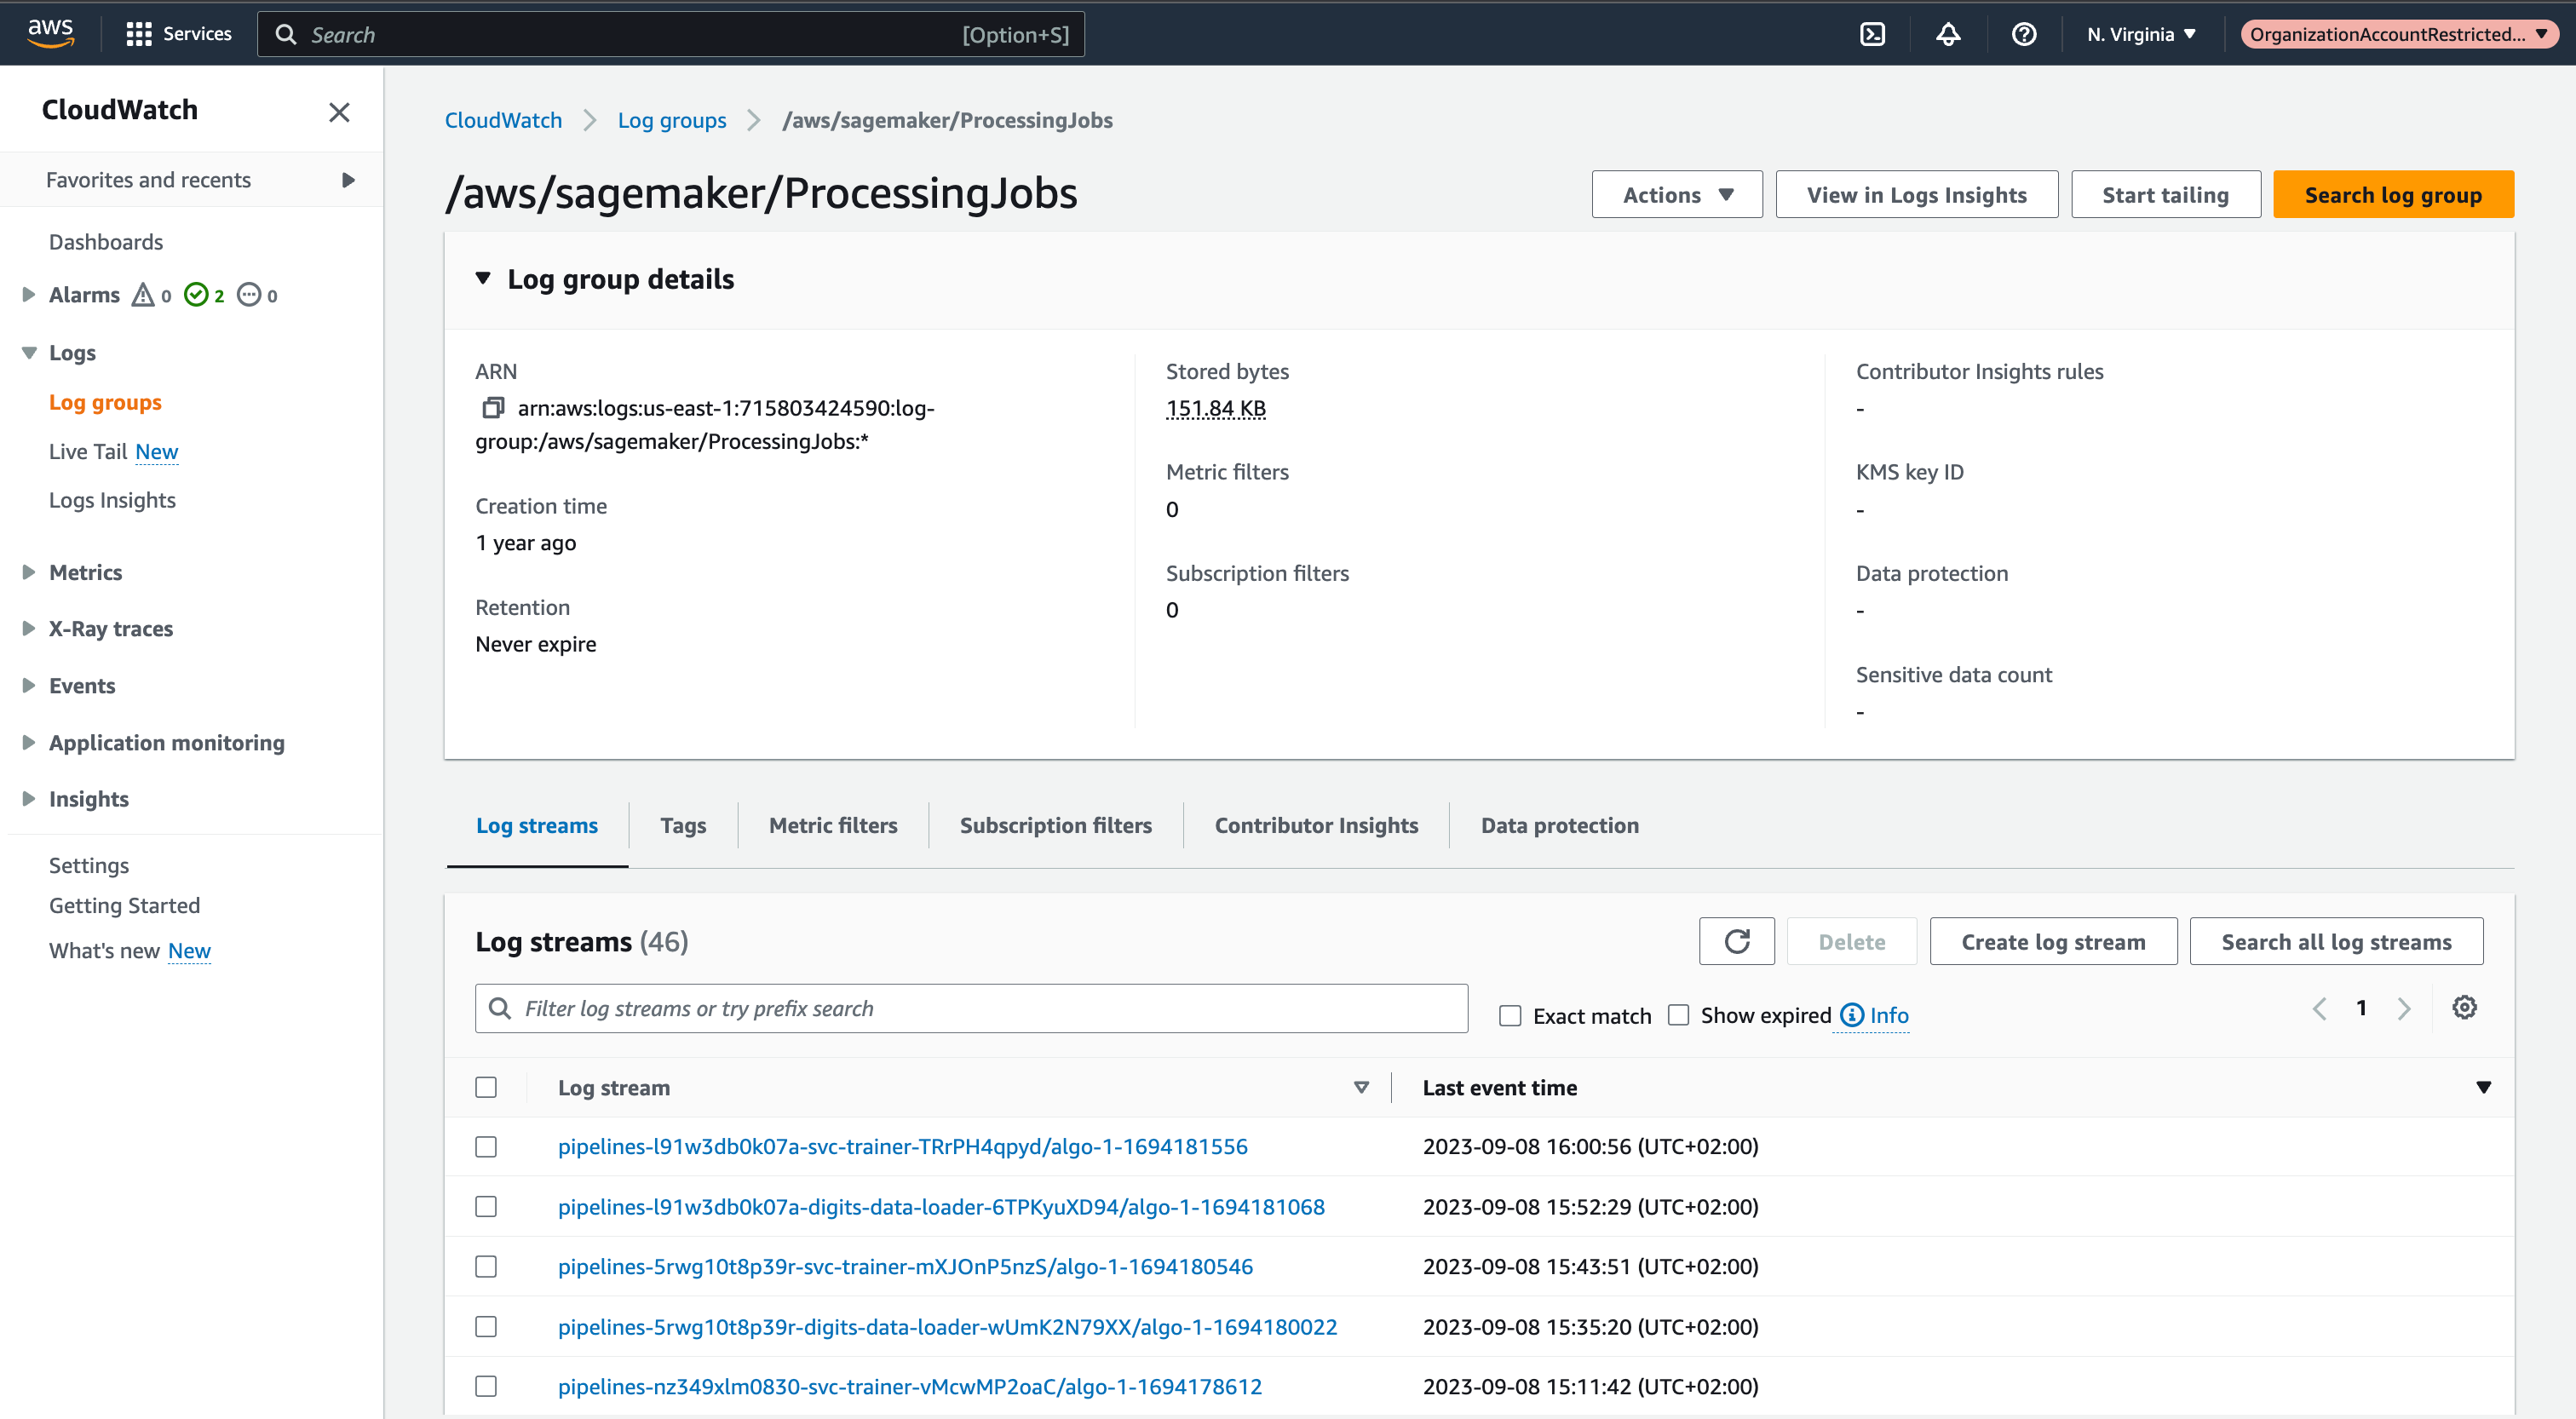 aws
Services
Search
[Option+S]
N. Virginia
OrganizationAccountRestricted...
CloudWatch
Favorites and recents
Dashboards
Alarms 0 2 0
Logs
Log groups
Live Tail New
Logs Insights
Metrics
X-Ray traces
Events
Application monitoring
Insights
Settings
Getting Started
What's new New
CloudWatch
Log groups
/aws/sagemaker/ProcessingJobs
/aws/sagemaker/ProcessingJobs
Actions
View in Logs Insights
Start tailing
Search log group
Log group details
ARN
arn:aws:logs:us-east-1:715803424590:log-
group:/aws/sagemaker/ProcessingJobs:*
Creation time
1 year ago
Retention
Never expire
Stored bytes
151.84 KB
Metric filters
0
Subscription filters
0
Contributor Insights rules
-
KMS key ID
-
Data protection
-
Sensitive data count
-
Log streams
Tags
Metric filters
Subscription filters
Contributor Insights
Data protection
Log streams (46)
Delete
Create log stream
Search all log streams
Filter log streams or try prefix search
Exact match
Show expired
Info
1
Log stream
Last event time
pipelines-l91w3db0k07a-svc-trainer-TRrPH4qpyd/algo-1-1694181556
2023-09-08 16:00:56 (UTC+02:00)
pipelines-l91w3db0k07a-digits-data-loader-6TPKyuXD94/algo-1-1694181068
2023-09-08 15:52:29 (UTC+02:00)
pipelines-5rwg10t8p39r-svc-trainer-mXJOnP5nzS/algo-1-1694180546
2023-09-08 15:43:51 (UTC+02:00)
pipelines-5rwg10t8p39r-digits-data-loader-wUmK2N79XX/algo-1-1694180022
2023-09-08 15:35:20 (UTC+02:00)
pipelines-nz349xlm0830-svc-trainer-vMcwMP2oaC/algo-1-1694178612
2023-09-08 15:11:42 (UTC+02:00)